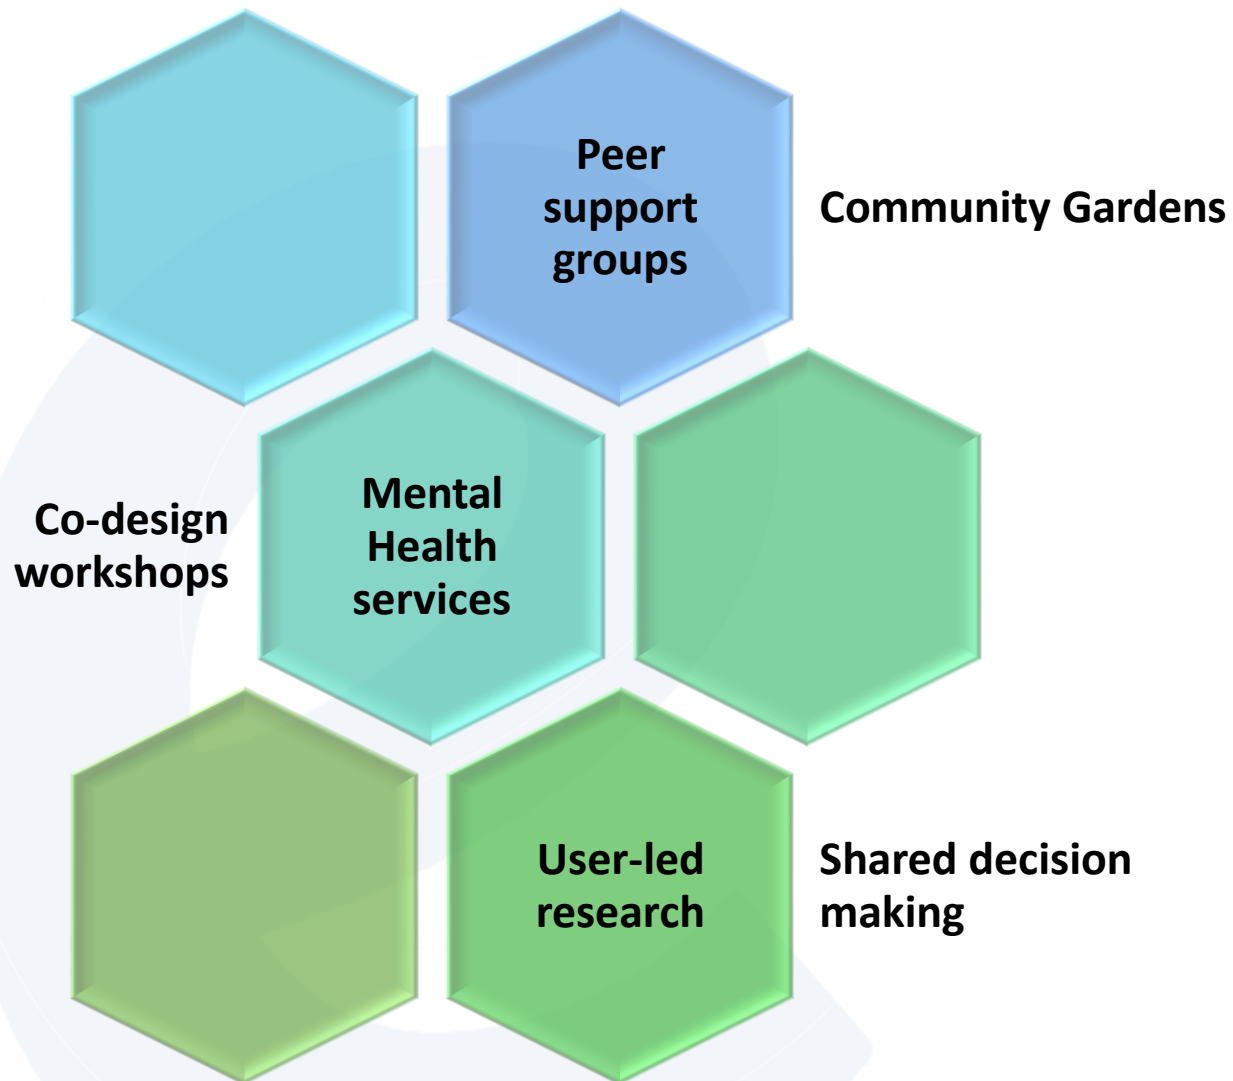 Peer
support
groups
Community Gardens
Co-design
workshops
Mental
Health
services
User-led
research
Shared decision
making